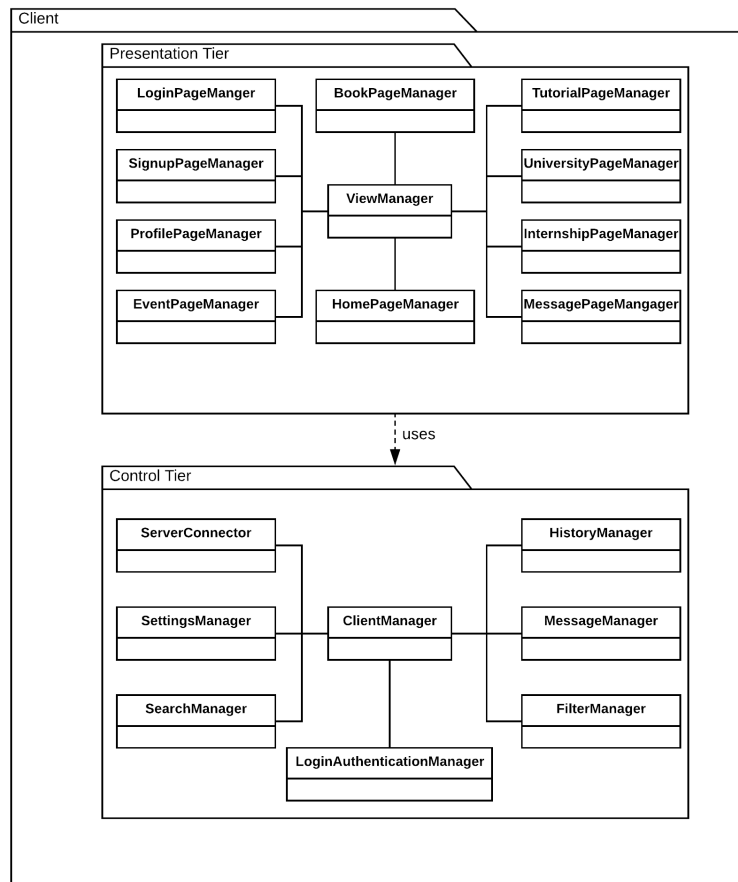 Client
Presentation Tier
LoginPageManger
BookPageManager
TutorialPageManager
SignupPageManager
UniversityPageManager
ViewManager
ProfilePageManager
InternshipPageManager
EventPageManager
HomePageManager
MessagePageMangager
uses
Control Tier
ServerConnector
HistoryManager
SettingsManager
ClientManager
MessageManager
SearchManager
FilterManager
LoginAuthenticationManager